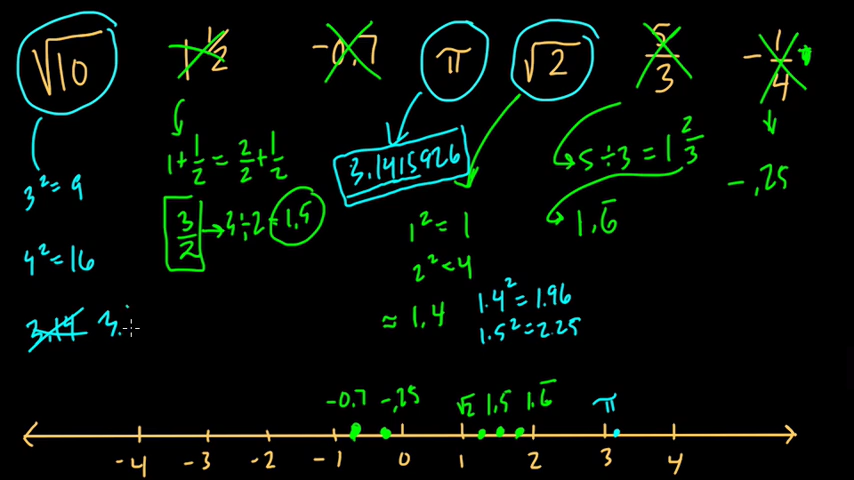 √10 1 1/2 -0.7 π √2 5/3 -1/4
1+1/2 = 2/2+1/2
3.1415926
5÷3 = 1 2/3
-.25
3²=9
3/2 → 3÷2 = 1.5
1²=1
1.6̅
4²=16
2²=4
≈ 1.4
1.4²=1.96
1.5²=2.25
3.14 3.
-0.7 -.25 √2 1.5 1.6̅ π
-4 -3 -2 -1 0 1 2 3 4